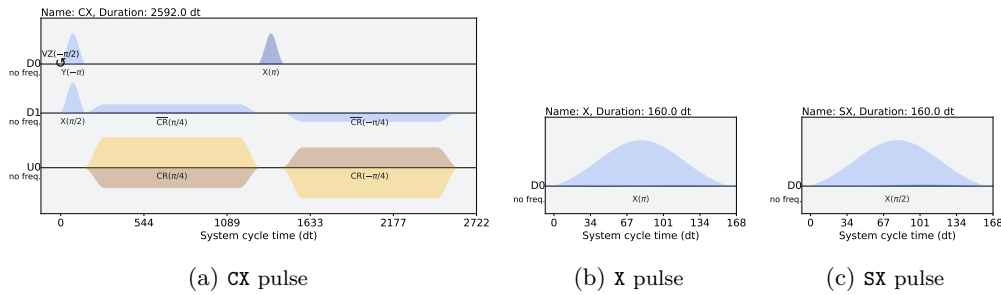 Name: CX, Duration: 2592.0 dt
VZ(−π/2)
D0
no freq.
Y(−π)
X(π)
D1
no freq.
X(π/2)
C̅R̅(π/4)
C̅R̅(−π/4)
U0
no freq.
CR(π/4)
CR(−π/4)
0 544 1089 1633 2177 2722
System cycle time (dt)
(a) CX pulse
Name: X, Duration: 160.0 dt
D0
no freq.
X(π)
0 34 67 101 134 168
System cycle time (dt)
(b) X pulse
Name: SX, Duration: 160.0 dt
D0
no freq.
X(π/2)
0 34 67 101 134 168
System cycle time (dt)
(c) SX pulse